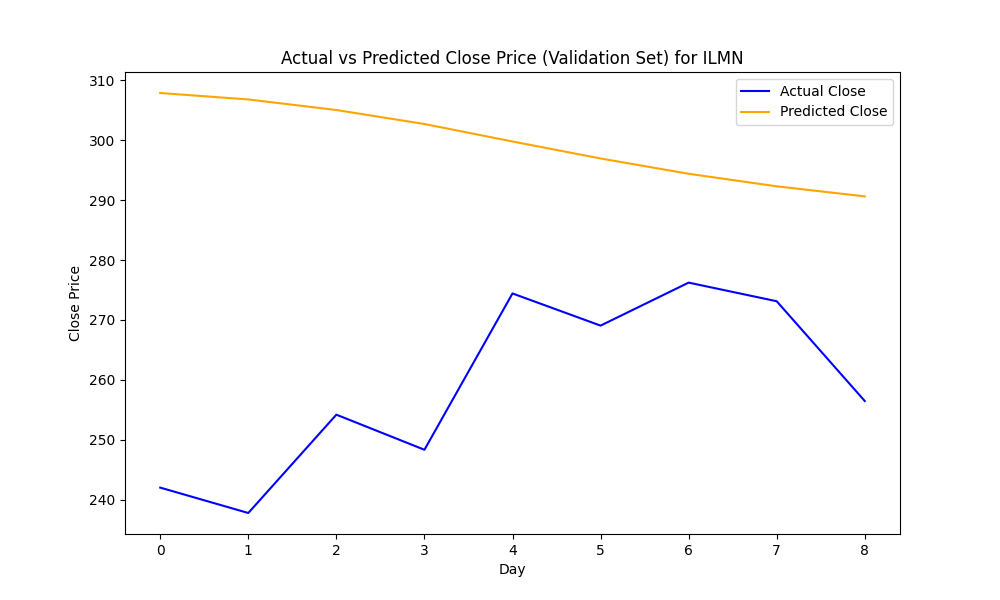 Actual vs Predicted Close Price (Validation Set) for ILMN
Actual Close
Predicted Close
Close Price
310
300
290
280
270
260
250
240
0 1 2 3 4 5 6 7 8
Day